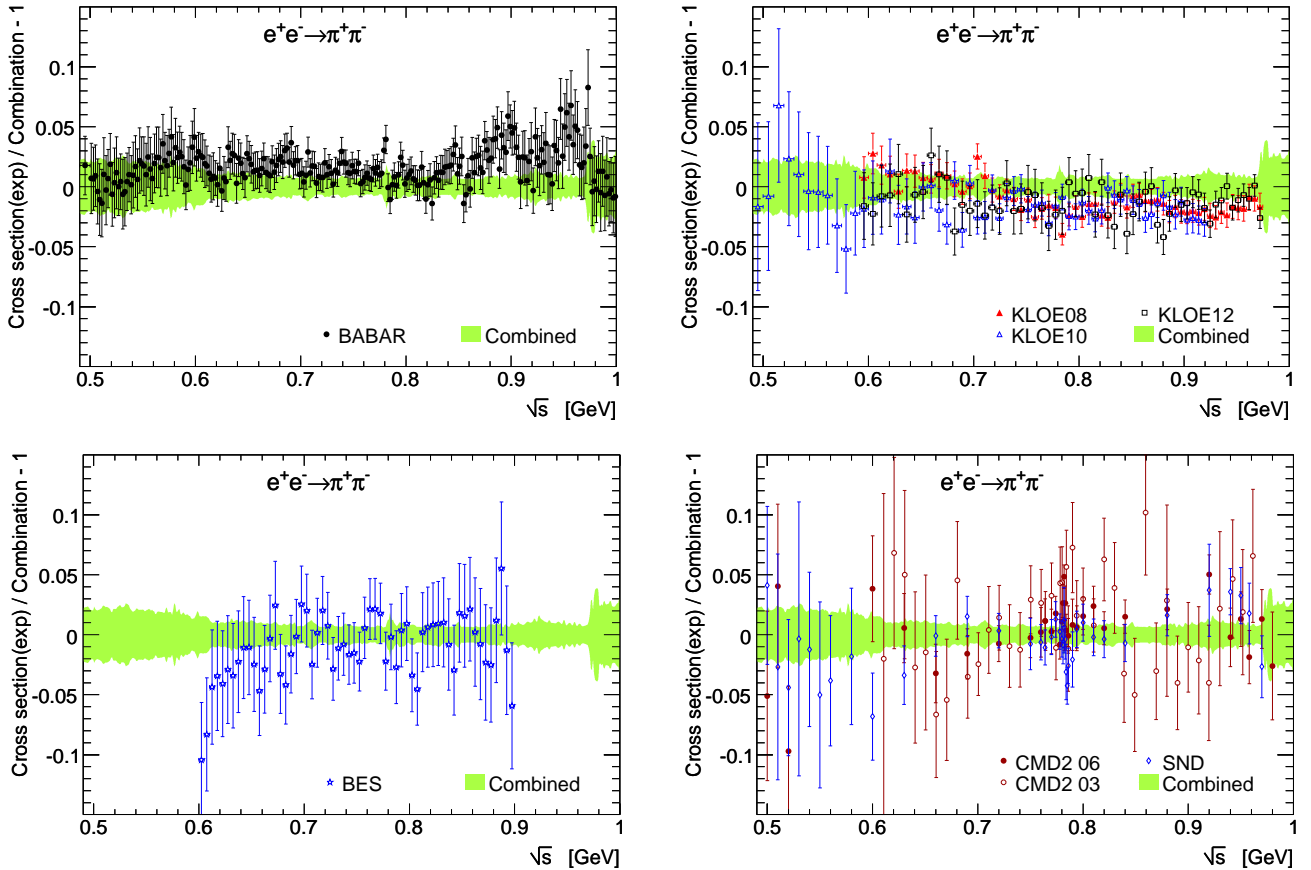 Cross section(exp) / Combination - 1
e⁺e⁻→π⁺π⁻
0.1
0.05
0
-0.05
-0.1
BABAR
Combined
0.5 0.6 0.7 0.8 0.9 1
√s [GeV]
Cross section(exp) / Combination - 1
e⁺e⁻→π⁺π⁻
0.1
0.05
0
-0.05
-0.1
KLOE08 KLOE12
KLOE10 Combined
0.5 0.6 0.7 0.8 0.9 1
√s [GeV]
Cross section(exp) / Combination - 1
e⁺e⁻→π⁺π⁻
0.1
0.05
0
-0.05
-0.1
BES
Combined
0.5 0.6 0.7 0.8 0.9 1
√s [GeV]
Cross section(exp) / Combination - 1
e⁺e⁻→π⁺π⁻
0.1
0.05
0
-0.05
-0.1
CMD2 06 SND
CMD2 03 Combined
0.5 0.6 0.7 0.8 0.9 1
√s [GeV]